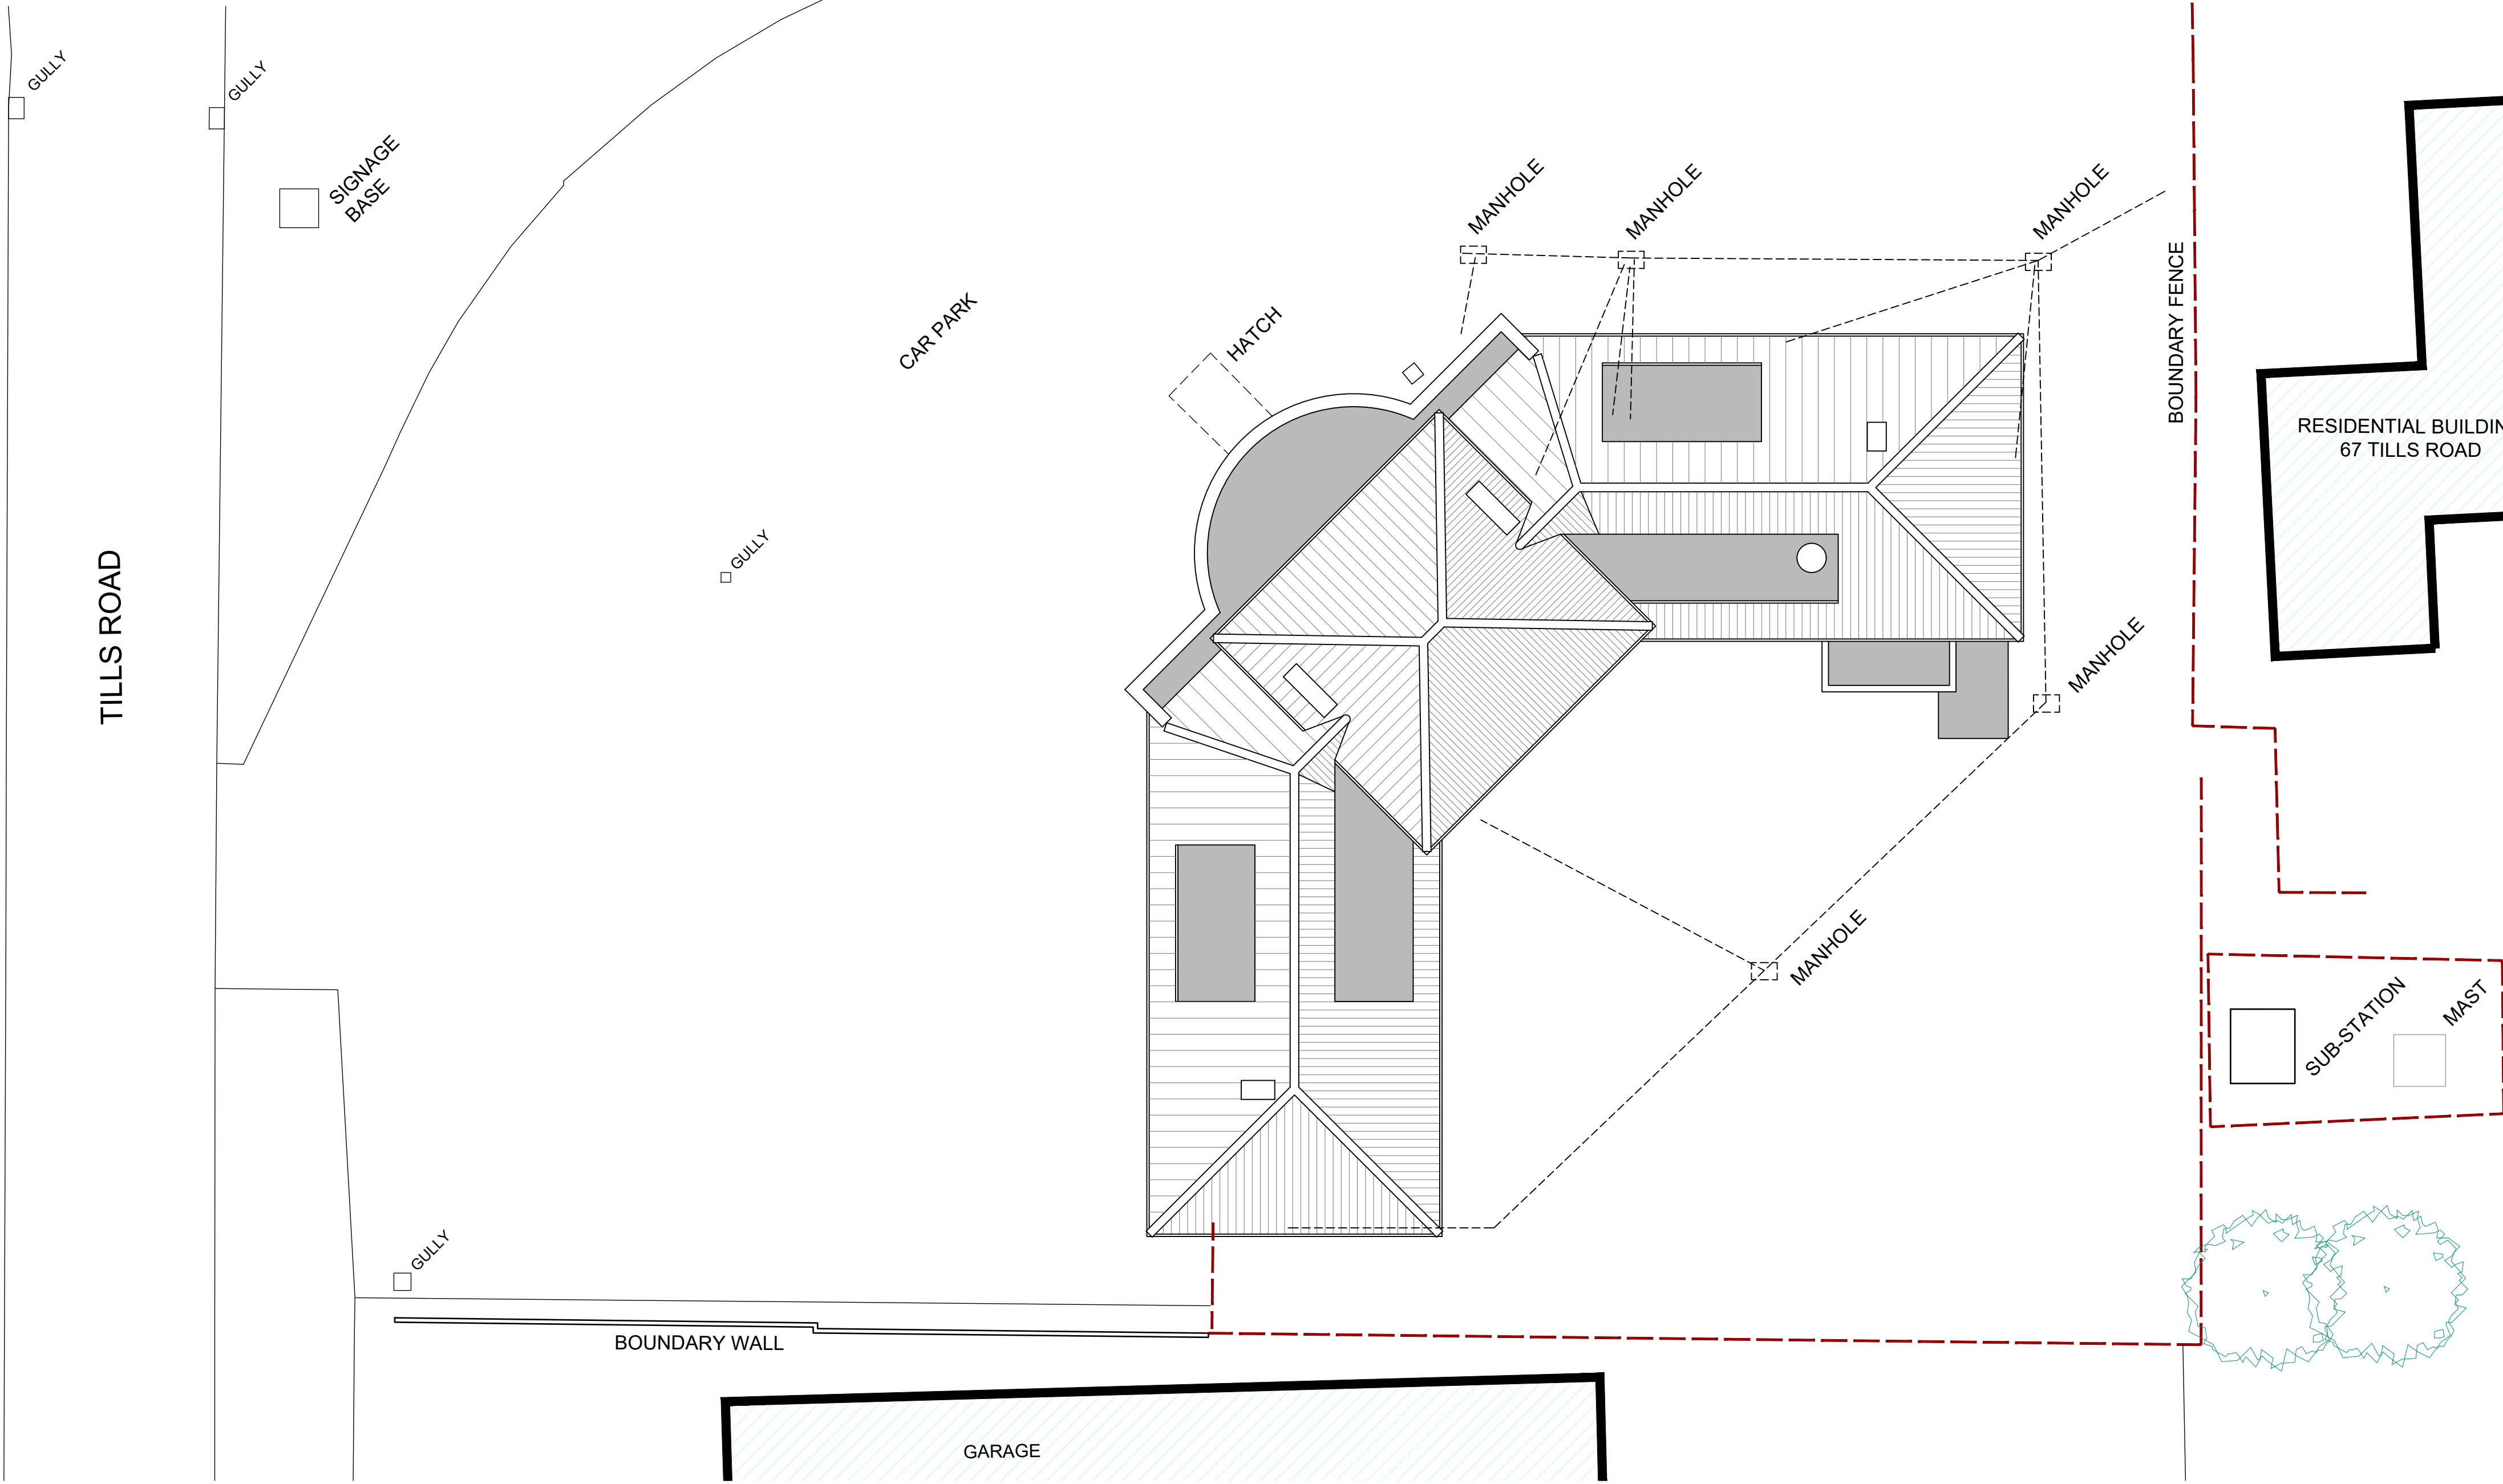 GULLY
GULLY
SIGNAGE
BASE
MANHOLE
MANHOLE
MANHOLE
HATCH
CAR PARK
BOUNDARY FENCE
RESIDENTIAL BUILDIN
67 TILLS ROAD
GULLY
TILLS ROAD
MANHOLE
MANHOLE
SUB-STATION
MAST
GULLY
BOUNDARY WALL
GARAGE